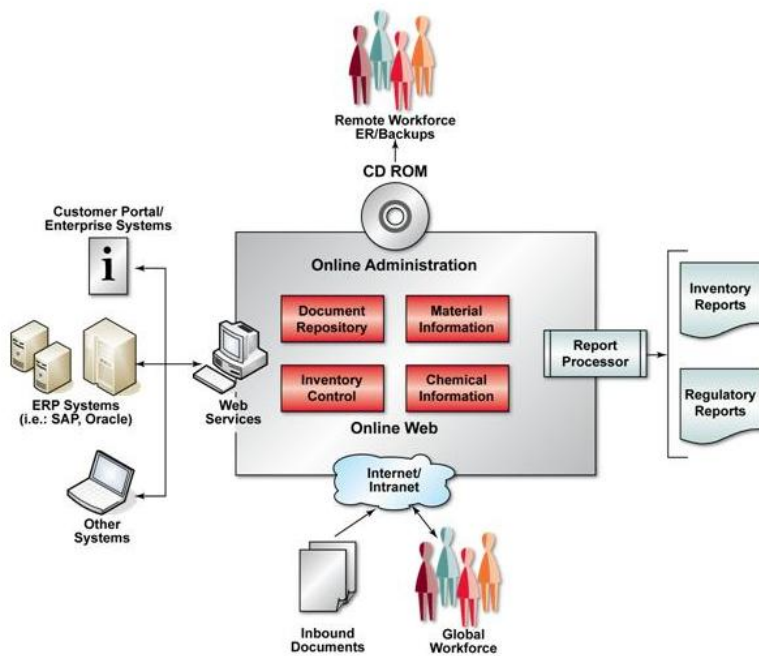 Remote Workforce
ER/Backups
CD ROM
Customer Portal/
Enterprise Systems
i
Online Administration
Document
Repository
Material
Information
Inventory
Reports
Report
Processor
Inventory
Control
Chemical
Information
ERP Systems
(i.e.: SAP, Oracle)
Web
Services
Regulatory
Reports
Online Web
Internet/
Intranet
Other
Systems
Inbound
Documents
Global
Workforce